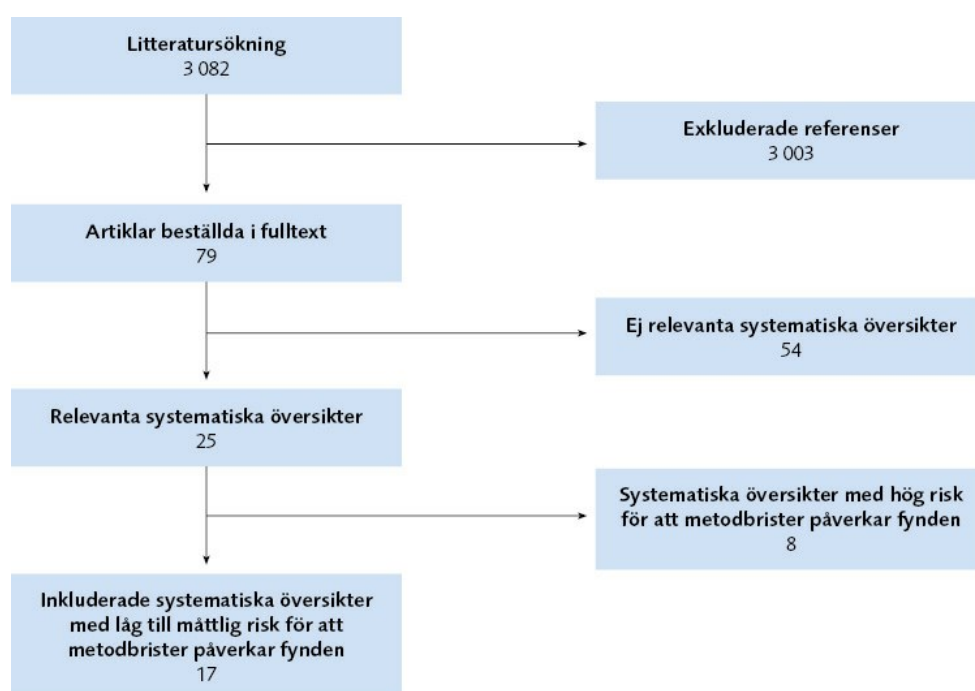 Litteratursökning
3 082
Exkluderade referenser
3 003
Artiklar beställda i fulltext
79
Ej relevanta systematiska översikter
54
Relevanta systematiska översikter
25
Systematiska översikter med hög risk
för att metodbrister påverkar fynden
8
Inkluderade systematiska översikter
med låg till måttlig risk för att
metodbrister påverkar fynden
17